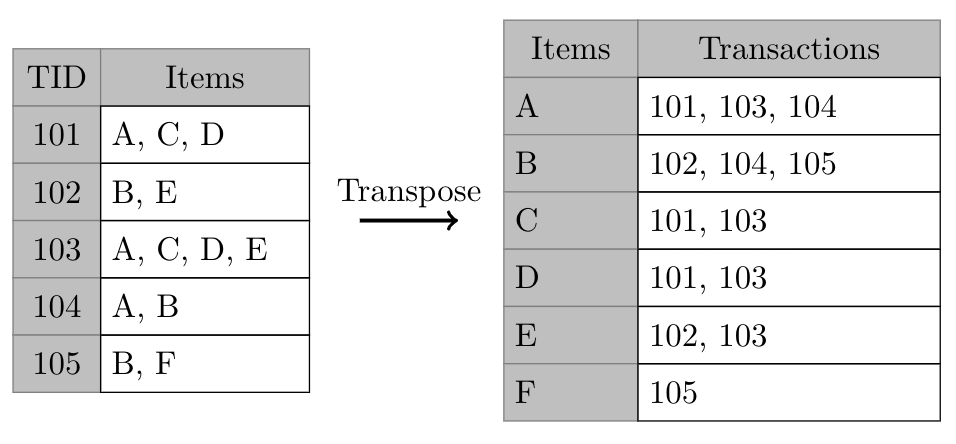 TID Items
101 A, C, D
102 B, E
103 A, C, D, E
104 A, B
105 B, F
Transpose
Items Transactions
A 101, 103, 104
B 102, 104, 105
C 101, 103
D 101, 103
E 102, 103
F 105